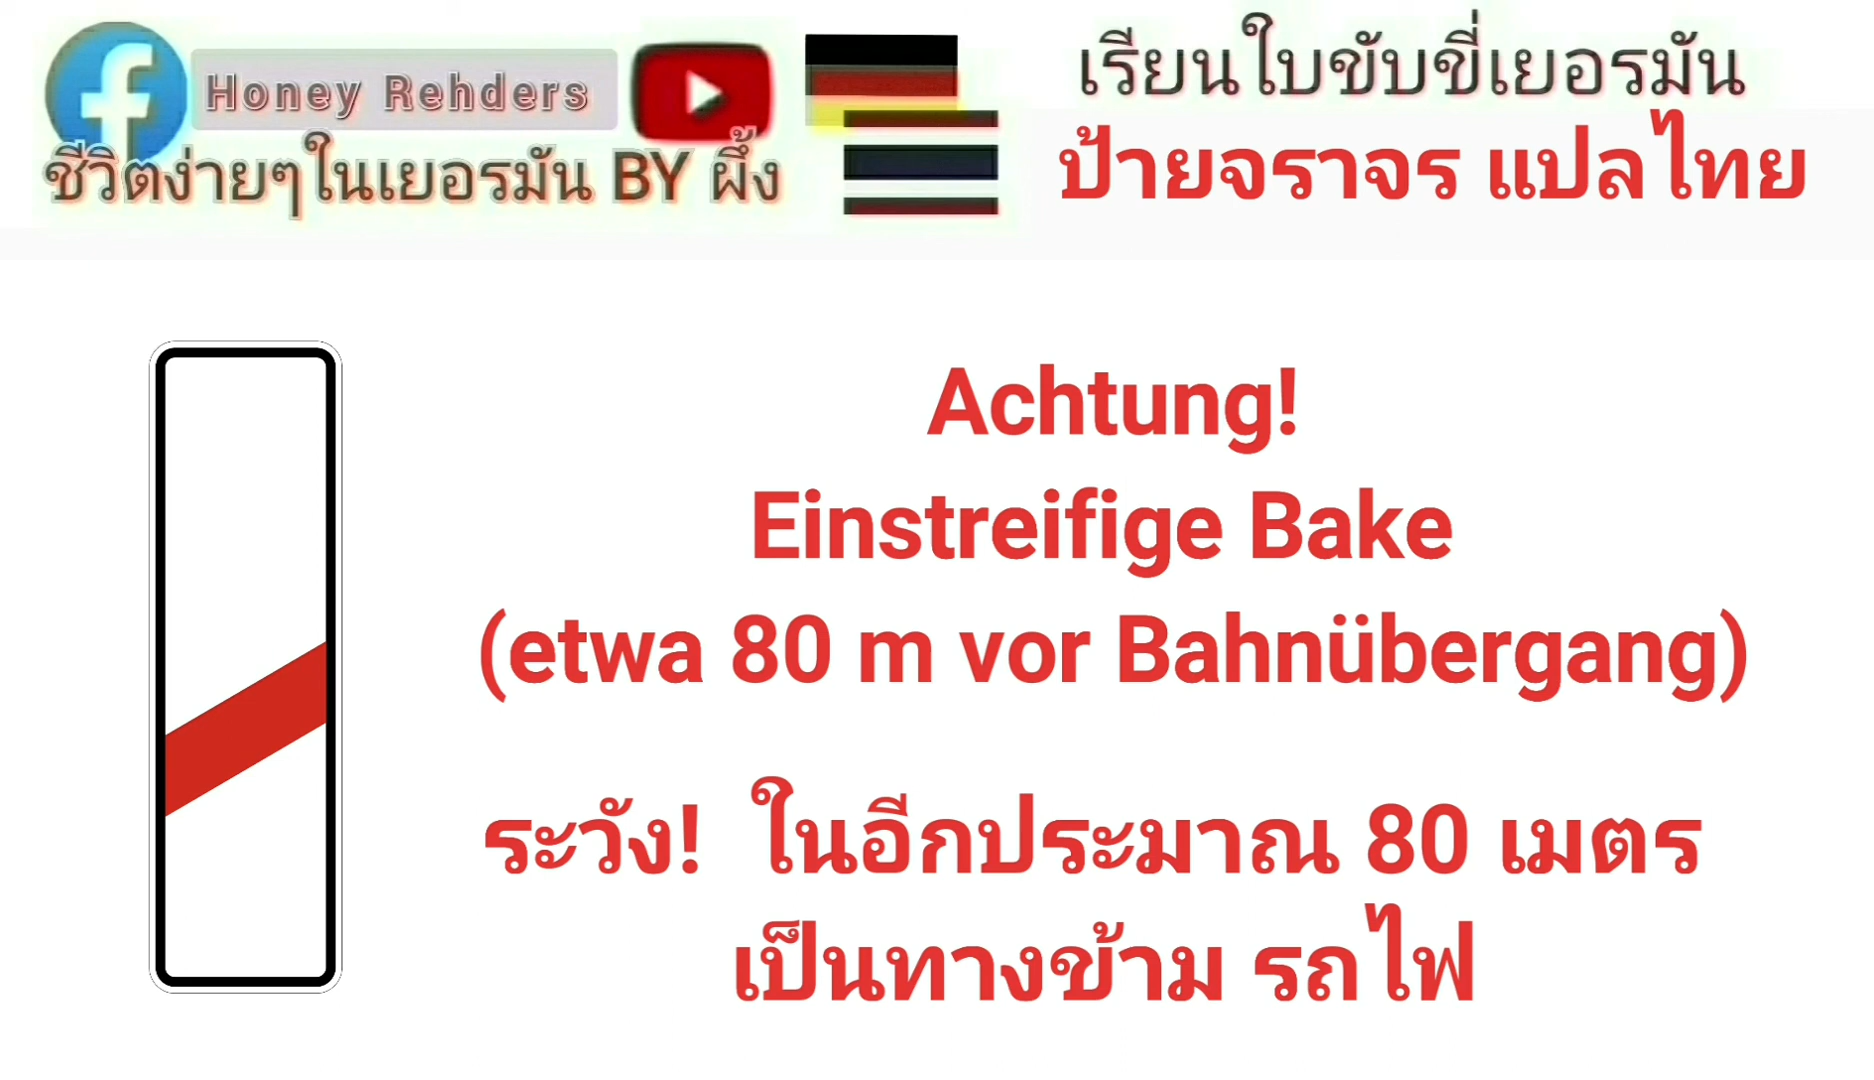 Honey Rehders
ชีวิตง่ายๆในเยอรมัน BY ผึ้ง
เรียนใบขับขี่เยอรมัน
ป้ายจราจร แปลไทย
Achtung!
Einstreifige Bake
(etwa 80 m vor Bahnübergang)
ระวัง! ในอีกประมาณ 80 เมตร
เป็นทางข้าม รถไฟ